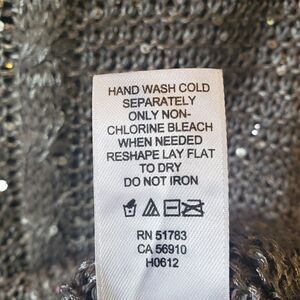 HAND WASH COLD
SEPARATELY
ONLY NON-
CHLORINE BLEACH
WHEN NEEDED
RESHAPE LAY FLAT
TO DRY
DO NOT IRON
RN 51783
CA 56910
H0612